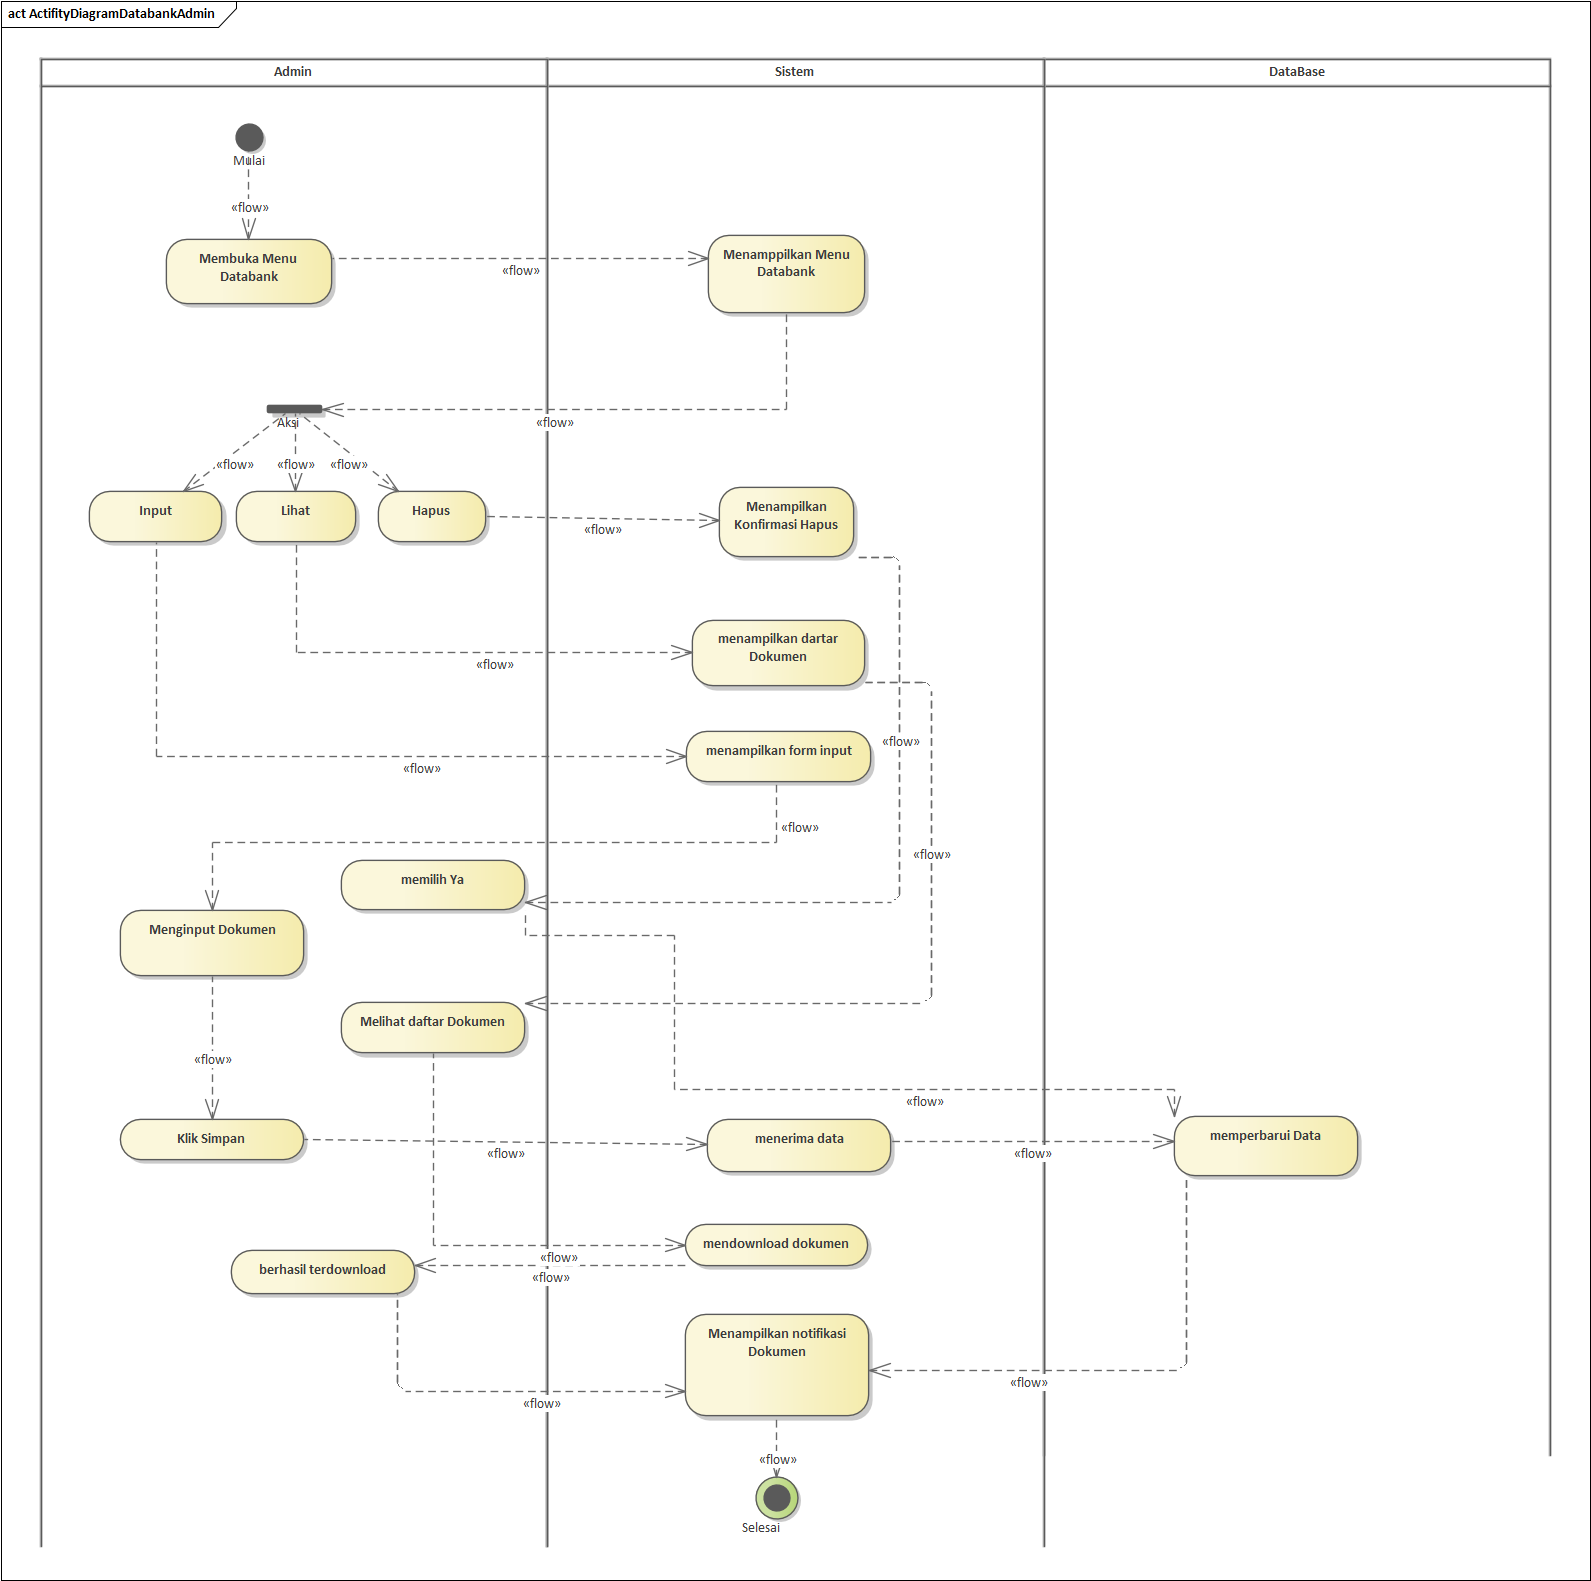 act ActifityDiagramDatabankAdmin
Admin
Sistem
DataBase
Mulai
«flow»
Membuka Menu
Databank
«flow»
Menamppilkan Menu
Databank
«flow»
Aksi
«flow»
«flow»
«flow»
Input
Lihat
Hapus
«flow»
Menampilkan
Konfirmasi Hapus
menampilkan dartar
Dokumen
«flow»
«flow»
menampilkan form input
«flow»
«flow»
«flow»
memilih Ya
Menginput Dokumen
Melihat daftar Dokumen
«flow»
«flow»
Klik Simpan
«flow»
menerima data
«flow»
memperbarui Data
mendownload dokumen
«flow»
«flow»
berhasil terdownload
Menampilkan notifikasi
Dokumen
«flow»
«flow»
«flow»
Selesai